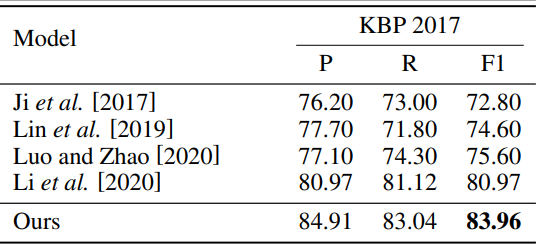 Model KBP 2017
P R F1
Ji et al. [2017] 76.20 73.00 72.80
Lin et al. [2019] 77.70 71.80 74.60
Luo and Zhao [2020] 77.10 74.30 75.60
Li et al. [2020] 80.97 81.12 80.97
Ours 84.91 83.04 83.96